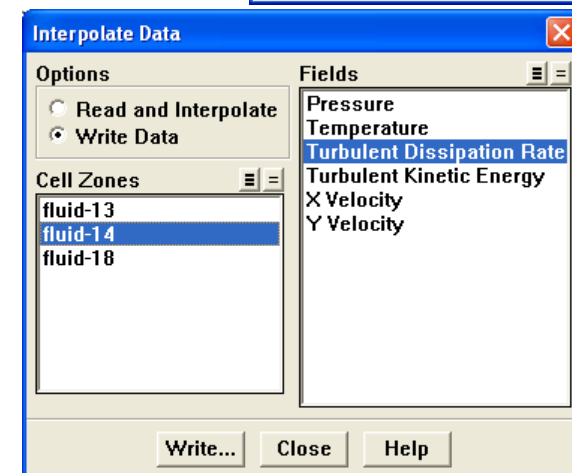 Interpolate Data
Options
Read and Interpolate
Write Data
Cell Zones
fluid-13
fluid-14
fluid-18
Fields
Pressure
Temperature
Turbulent Dissipation Rate
Turbulent Kinetic Energy
X Velocity
Y Velocity
Write... Close Help